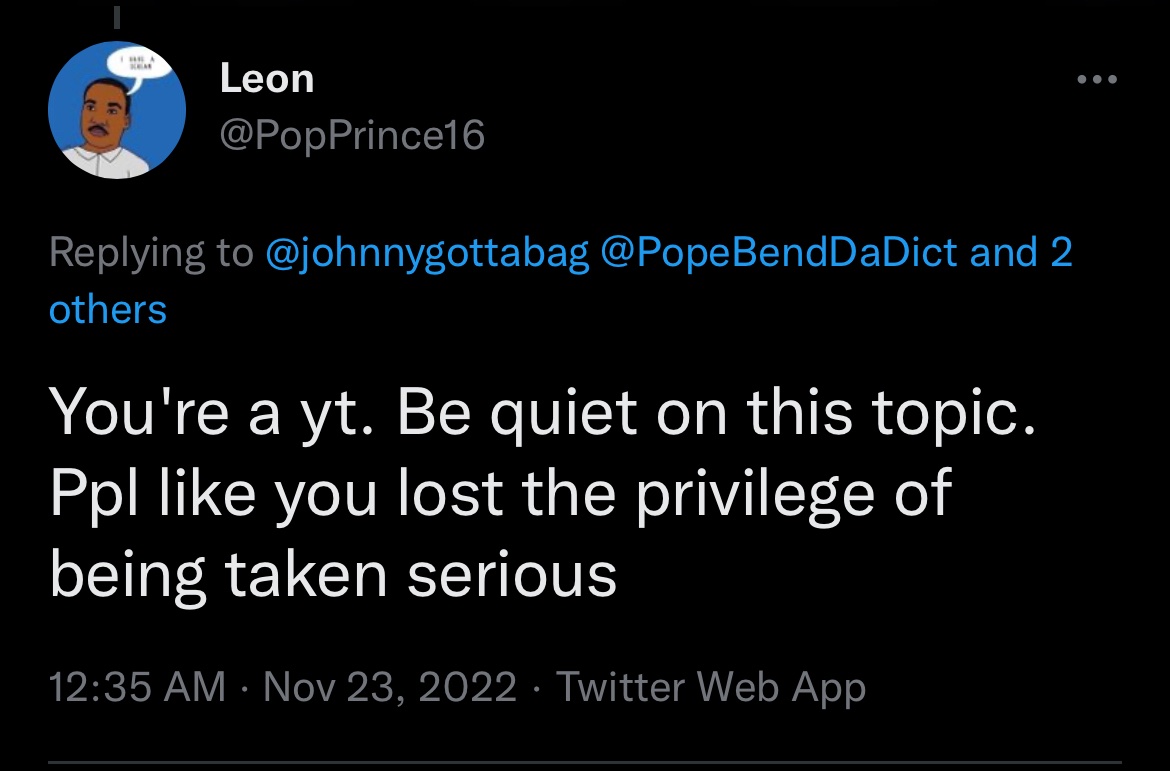 I HAVE A
Leon
@PopPrince16
Replying to @johnnygottabag @PopeBendDaDict and 2
others
You're a yt. Be quiet on this topic.
Ppl like you lost the privilege of
being taken serious
12:35 AM · Nov 23, 2022 · Twitter Web App